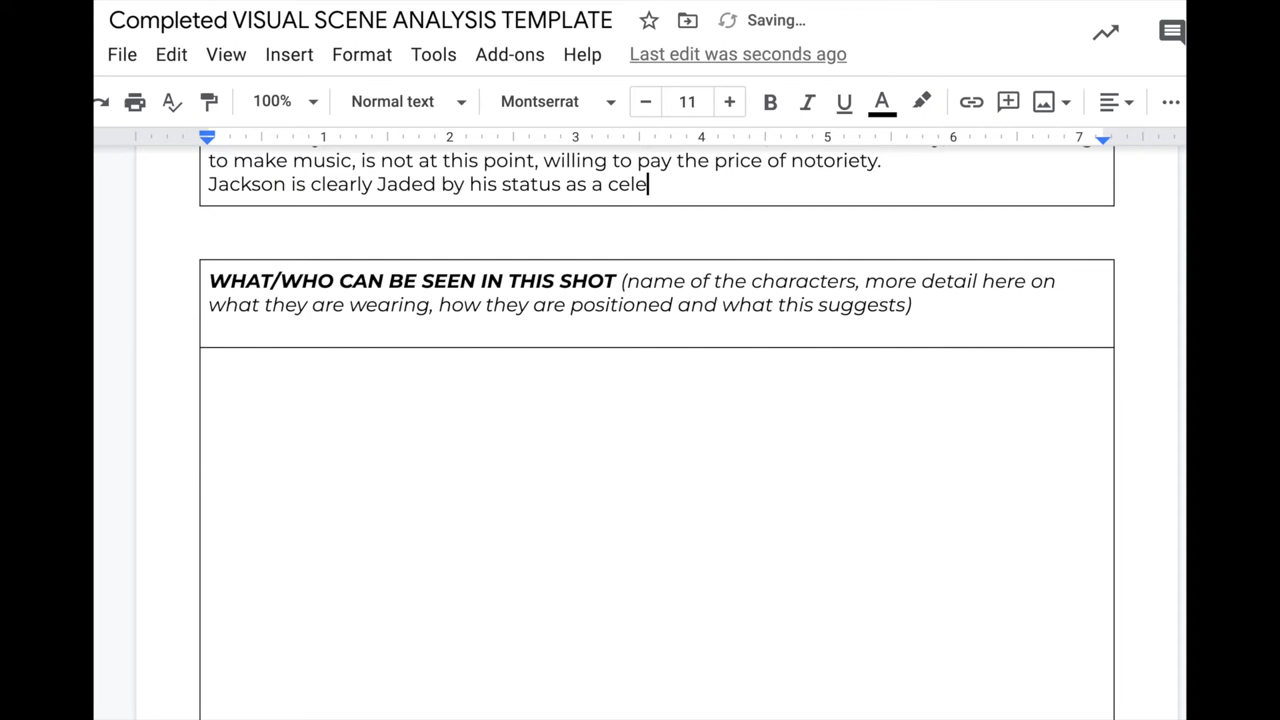 Completed VISUAL SCENE ANALYSIS TEMPLATE Saving...
File Edit View Insert Format Tools Add-ons Help Last edit was seconds ago
100% Normal text Montserrat 11 B I U A
1 2 3 4 5 6 7
to make music, is not at this point, willing to pay the price of notoriety.
Jackson is clearly Jaded by his status as a cele
WHAT/WHO CAN BE SEEN IN THIS SHOT (name of the characters, more detail here on
what they are wearing, how they are positioned and what this suggests)